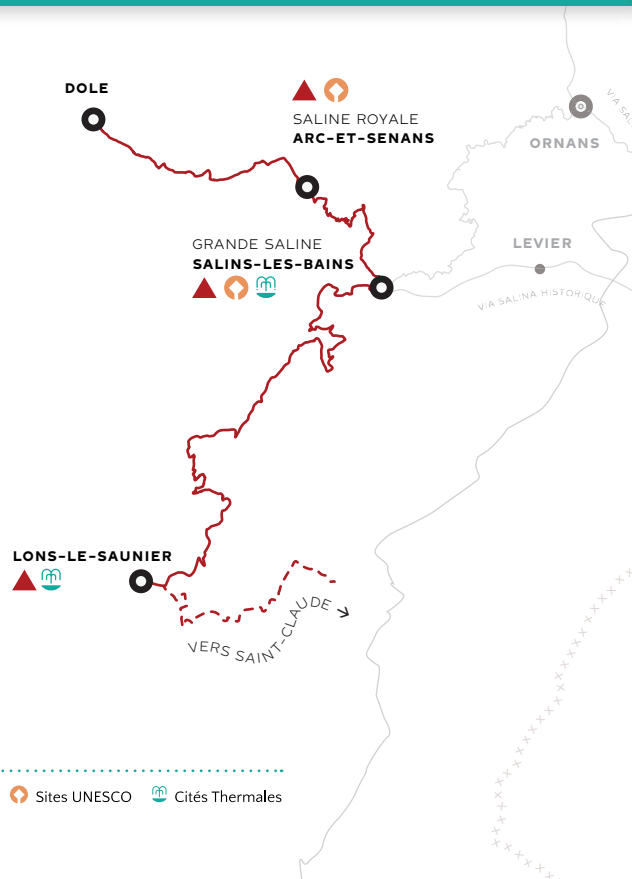 DOLE
SALINE ROYALE
ARC-ET-SENANS
VIA
ORNANS
GRANDE SALINE
SALINS-LES-BAINS
LEVIER
VIA SALINA HISTORIQUE
LONS-LE-SAUNIER
VERS SAINT-CLAUDE
Sites UNESCO
Cités Thermales